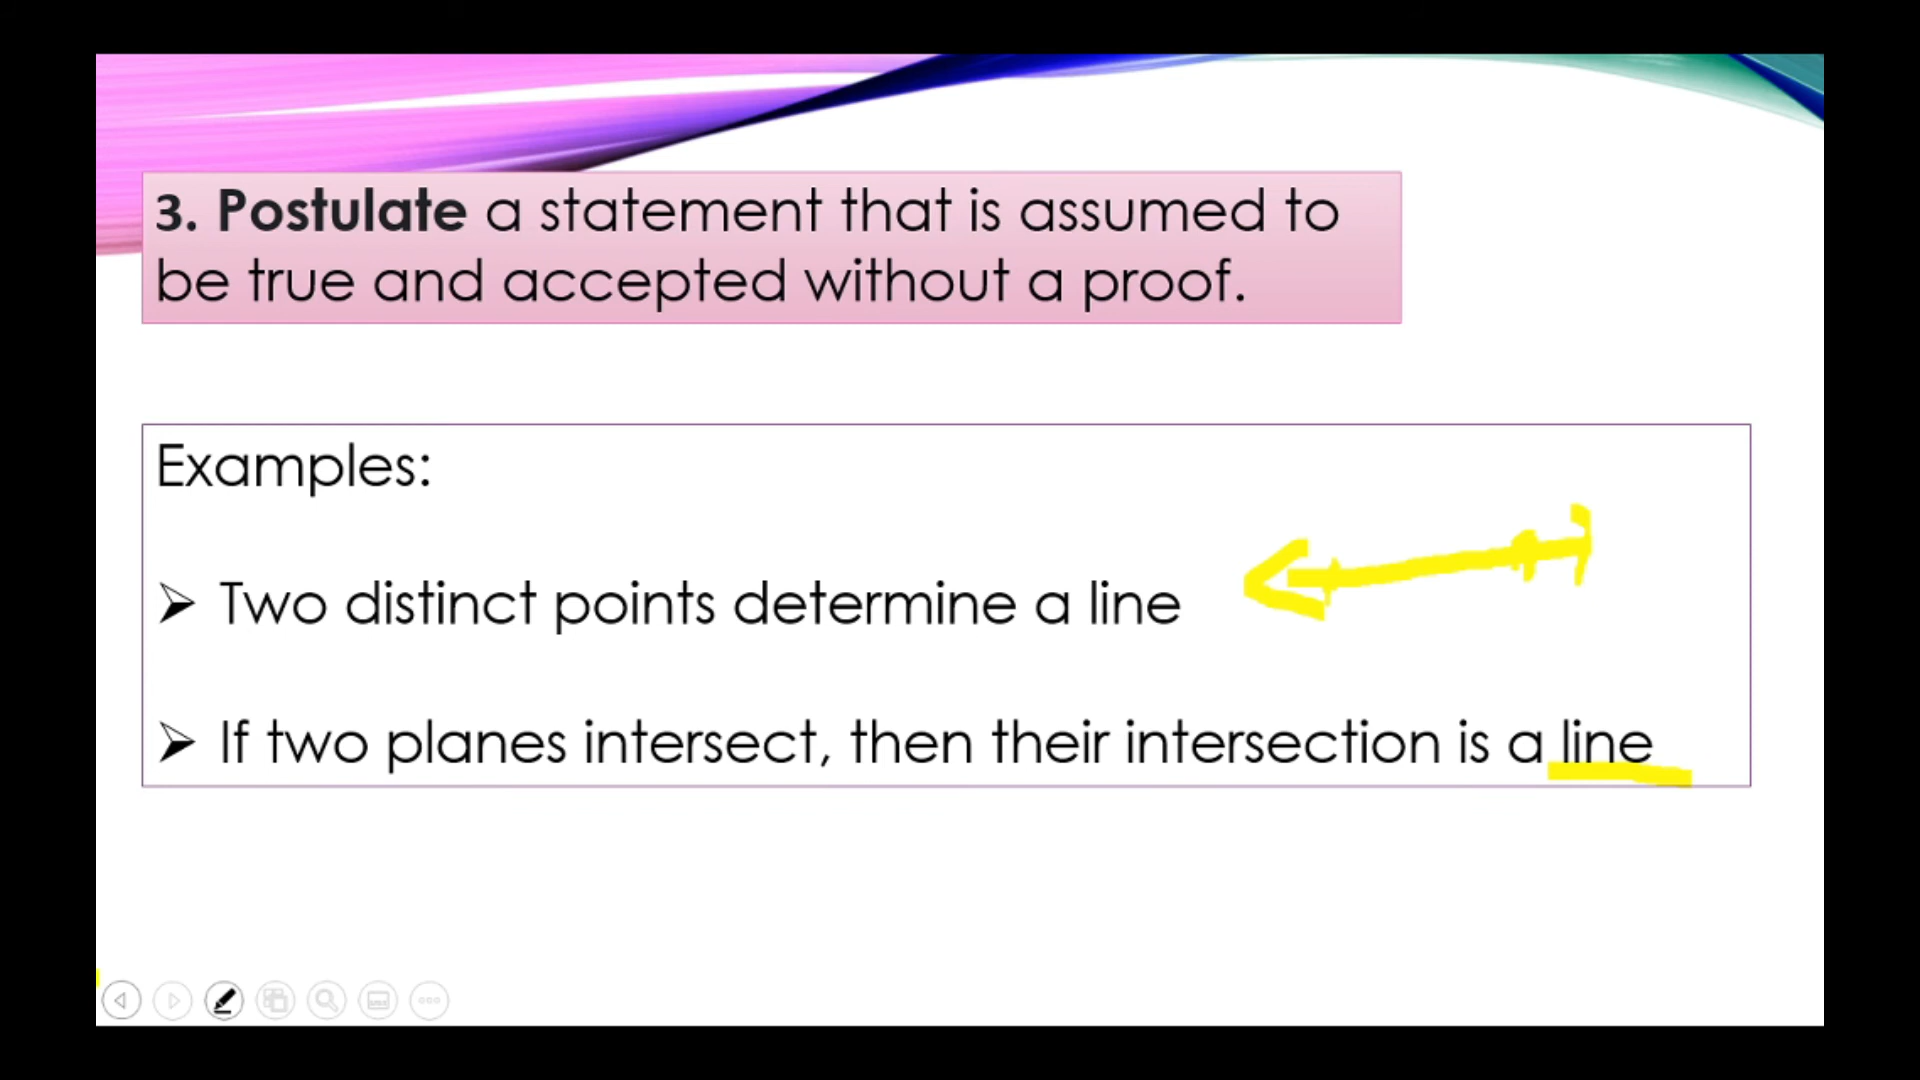 3. Postulate a statement that is assumed to
be true and accepted without a proof.
Examples:
➢ Two distinct points determine a line
➢ If two planes intersect, then their intersection is a line